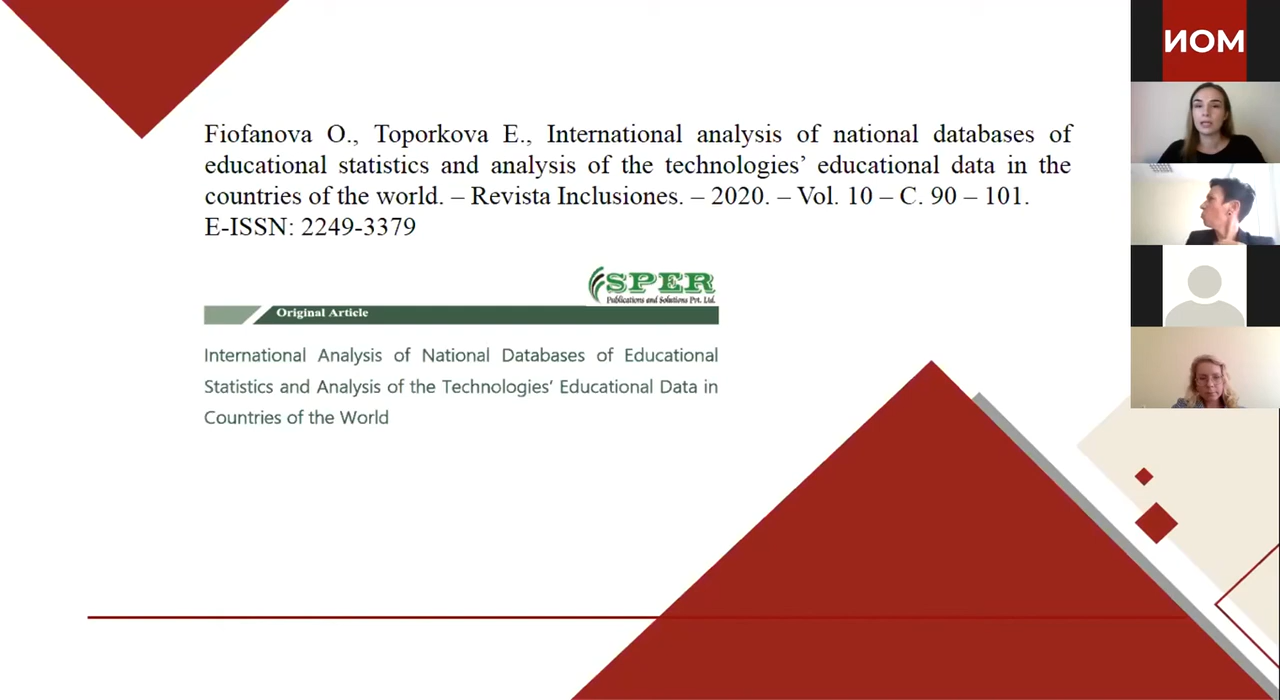 Fiofanova O., Toporkova E., International analysis of national databases of
educational statistics and analysis of the technologies’ educational data in the
countries of the world. – Revista Inclusiones. – 2020. – Vol. 10 – C. 90 – 101.
E-ISSN: 2249-3379
SPER
Publications and Solutions Pvt. Ltd.
Original Article
International Analysis of National Databases of Educational
Statistics and Analysis of the Technologies’ Educational Data in
Countries of the World
ИОМ